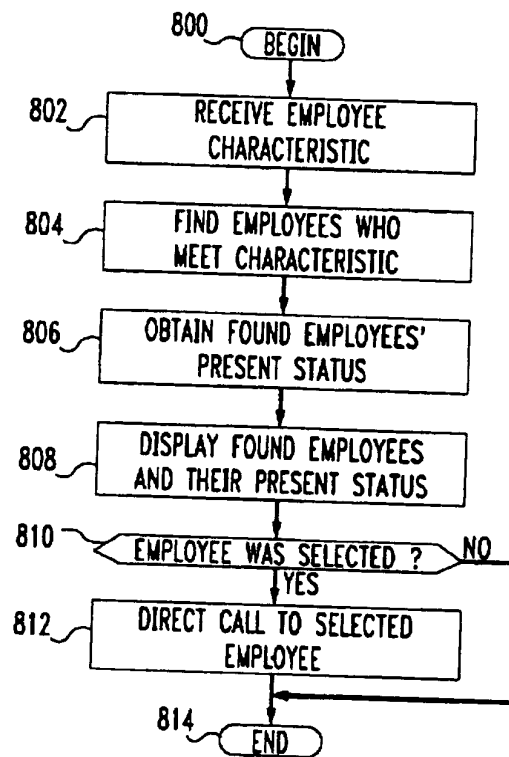 800 BEGIN
802 RECEIVE EMPLOYEE
CHARACTERISTIC
804 FIND EMPLOYEES WHO
MEET CHARACTERISTIC
806 OBTAIN FOUND EMPLOYEES'
PRESENT STATUS
808 DISPLAY FOUND EMPLOYEES
AND THEIR PRESENT STATUS
810 EMPLOYEE WAS SELECTED ? NO
YES
812 DIRECT CALL TO SELECTED
EMPLOYEE
814 END